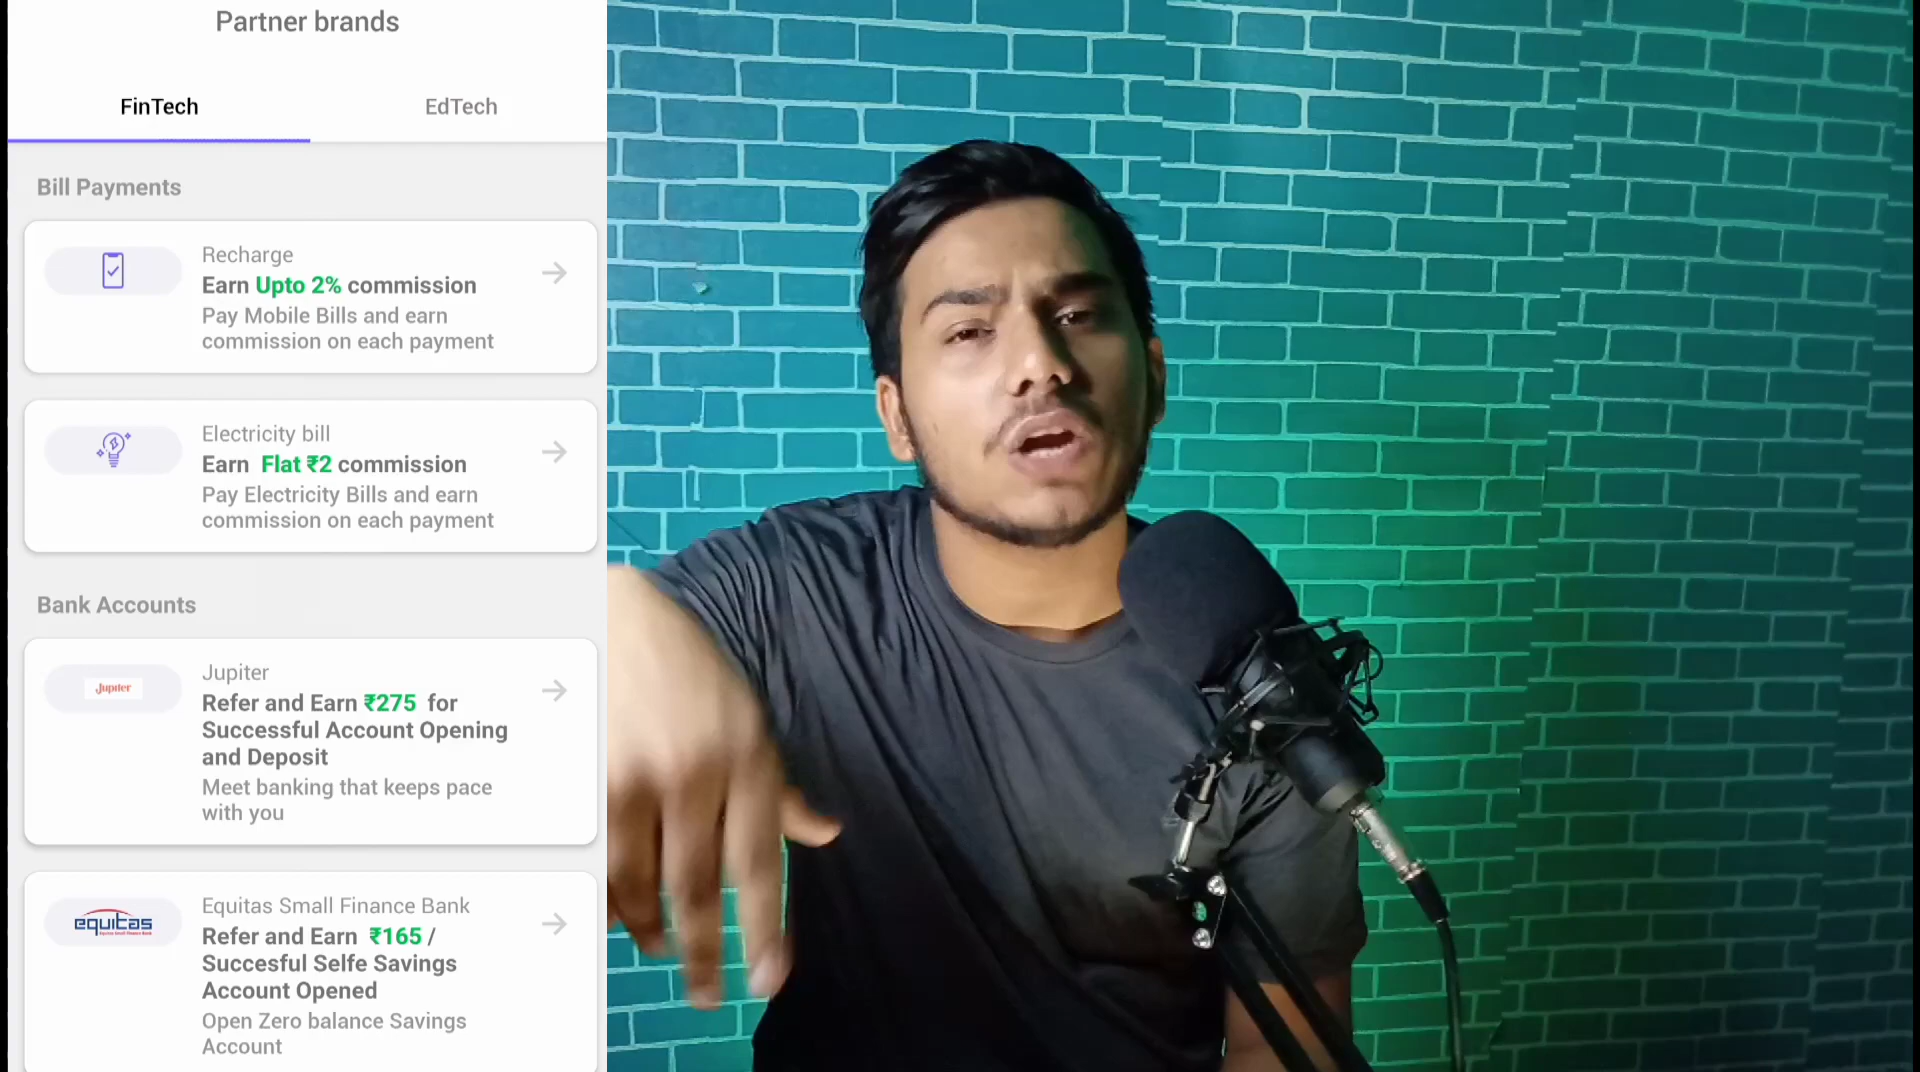 Partner brands
FinTech
EdTech
Bill Payments
Recharge
Earn Upto 2% commission
Pay Mobile Bills and earn
commission on each payment
Electricity bill
Earn Flat ₹2 commission
Pay Electricity Bills and earn
commission on each payment
Bank Accounts
Jupiter
Jupiter
Refer and Earn ₹275 for
Successful Account Opening
and Deposit
Meet banking that keeps pace
with you
equitas
Equitas Small Finance Bank
Refer and Earn ₹165 /
Succesful Selfe Savings
Account Opened
Open Zero balance Savings
Account